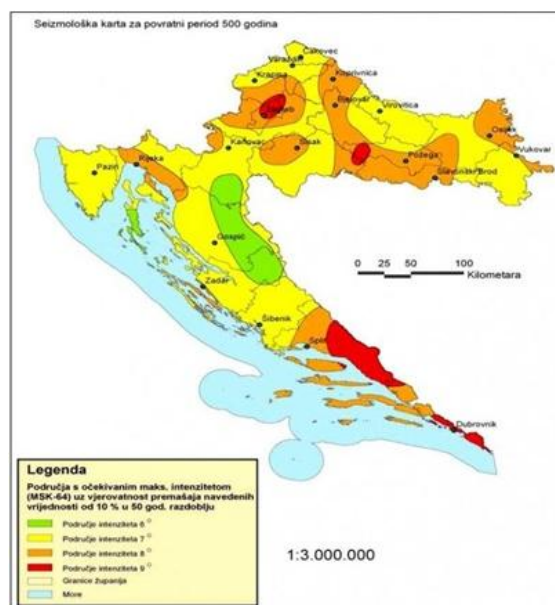 Seizmološka karta za povratni period 500 godina
Čakovec
Varaždin
Krapina
Koprivnica
Bjelovar
Virovitica
Zagreb
Osijek
Vukovar
Karlovac
Sisak
Požega
Slavonski Brod
Rijeka
Pazin
Gospić
0 25 50 100
Kilometara
Zadar
Šibenik
Split
Dubrovnik
Legenda
Područja s očekivanim maks. intenzitetom
(MSK-64) uz vjerovatnost premašaja navedenih
vrijednosti od 10 % u 50 god. razdoblju
Područje intenziteta 6 °
Područje intenziteta 7 °
Područje intenziteta 8 °
Područje intenziteta 9 °
Granice županija
More
1:3.000.000